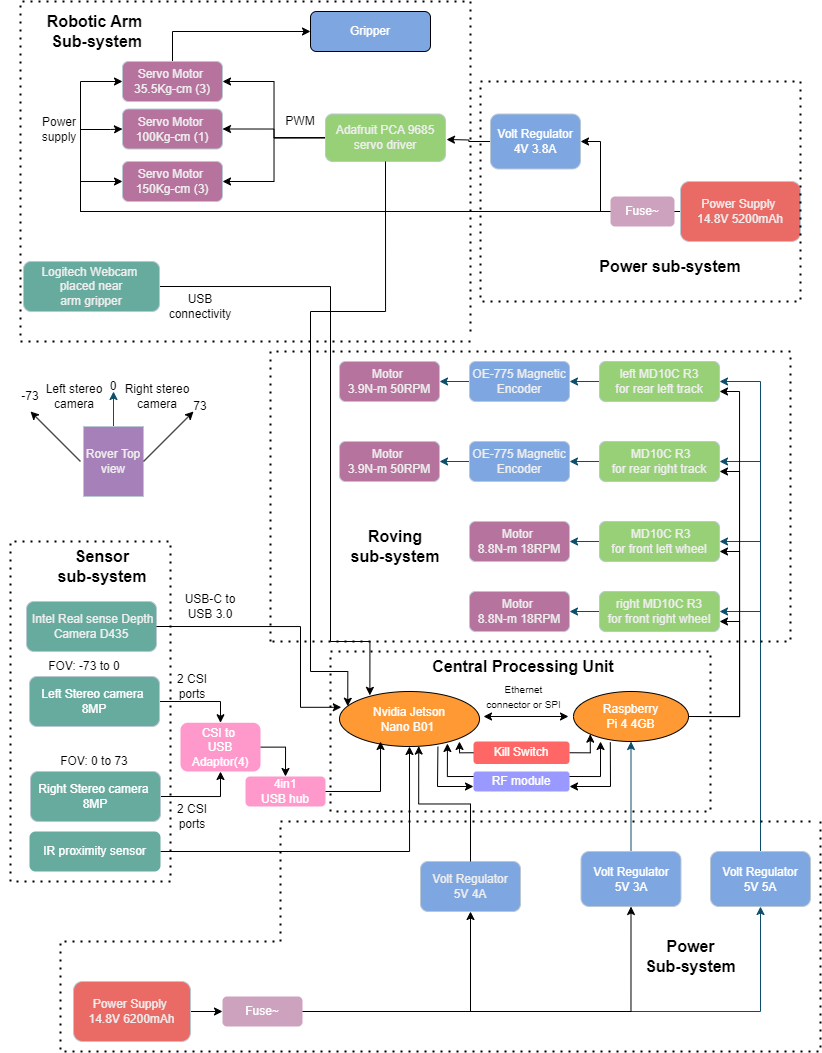 Robotic Arm
Sub-system
Gripper
Servo Motor
35.5Kg-cm (3)
Power
supply
Servo Motor
100Kg-cm (1)
PWM
Adafruit PCA 9685
servo driver
Volt Regulator
4V 3.8A
Servo Motor
150Kg-cm (3)
Fuse~
Power Supply
14.8V 5200mAh
Power sub-system
Logitech Webcam
placed near
arm gripper
USB
connectivity
-73
Left stereo
camera
0
Right stereo
camera
73
Rover Top
view
Motor
3.9N-m 50RPM
OE-775 Magnetic
Encoder
left MD10C R3
for rear left track
Motor
3.9N-m 50RPM
OE-775 Magnetic
Encoder
MD10C R3
for rear right track
Roving
sub-system
Motor
8.8N-m 18RPM
MD10C R3
for front left wheel
Motor
8.8N-m 18RPM
right MD10C R3
for front right wheel
Sensor
sub-system
Intel Real sense Depth
Camera D435
USB-C to
USB 3.0
FOV: -73 to 0
Left Stereo camera
8MP
2 CSI
ports
CSI to
USB
Adaptor(4)
FOV: 0 to 73
Right Stereo camera
8MP
2 CSI
ports
4in1
USB hub
IR proximity sensor
Central Processing Unit
Nvidia Jetson
Nano B01
Ethernet
connector or SPI
Raspberry
Pi 4 4GB
Kill Switch
RF module
Volt Regulator
5V 4A
Volt Regulator
5V 3A
Volt Regulator
5V 5A
Power
Sub-system
Power Supply
14.8V 6200mAh
Fuse~